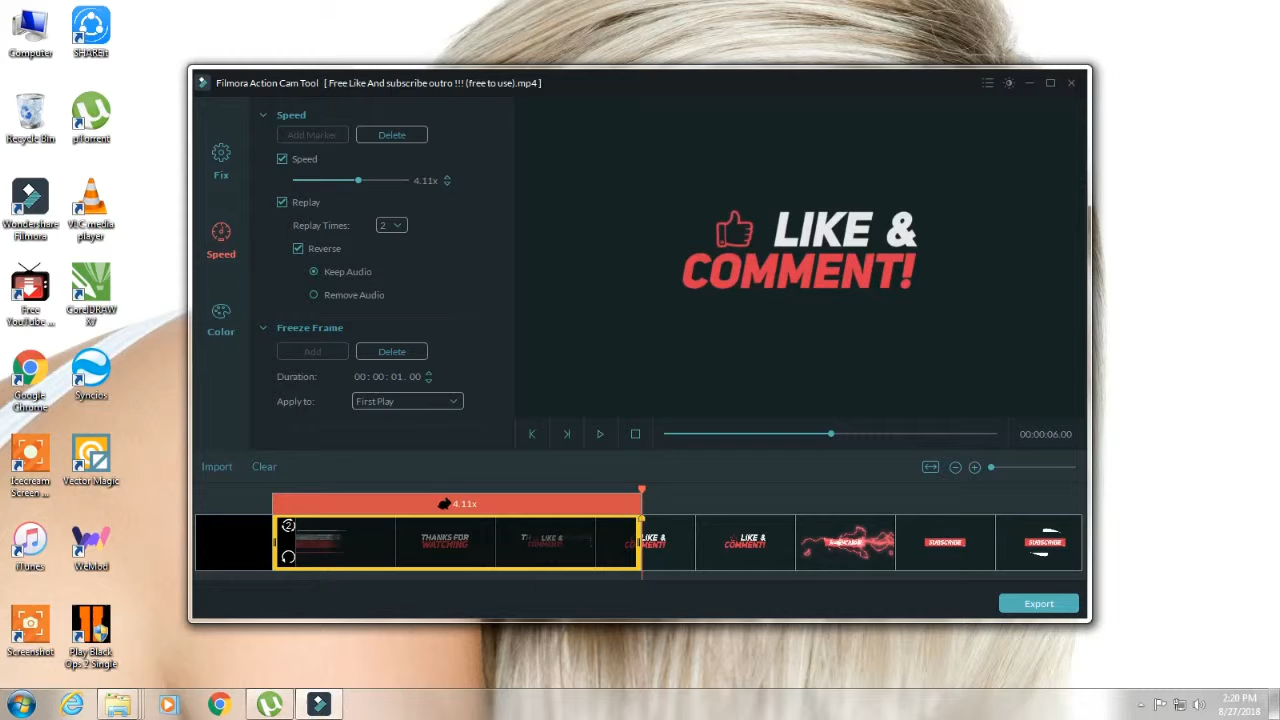 Computer
SHAREit
Recycle Bin
µTorrent
Wondershare
Filmora
VLC media
player
Free
YouTube ...
CorelDRAW
X7
Google
Chrome
Syncios
Icecream
Screen ...
Vector Magic
iTunes
WeMod
Screenshot
Play Black
Ops 2 Single
Filmora Action Cam Tool [ Free Like And subscribe outro !!! (free to use).mp4 ]
Fix
Speed
Color
Speed
Add Marker
Delete
Speed
4.11x
Replay
Replay Times:
2
Reverse
Keep Audio
Remove Audio
Freeze Frame
Add
Delete
Duration:
00 : 00 : 01 . 00
Apply to:
First Play
LIKE &
COMMENT!
00:00:06.00
Import
Clear
4.11x
2
THANKS FOR
WATCHING
LIKE &
COMMENT!
LIKE &
COMMENT!
SUBSCRIBE
SUBSCRIBE
SUBSCRIBE
Export
2:20 PM
8/27/2018